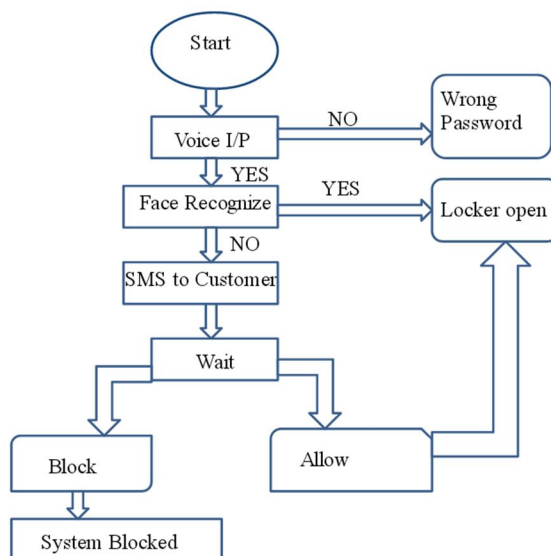 Start
Voice I/P
NO
Wrong
Password
YES
Face Recognize
YES
Locker open
NO
SMS to Customer
Wait
Block
Allow
System Blocked